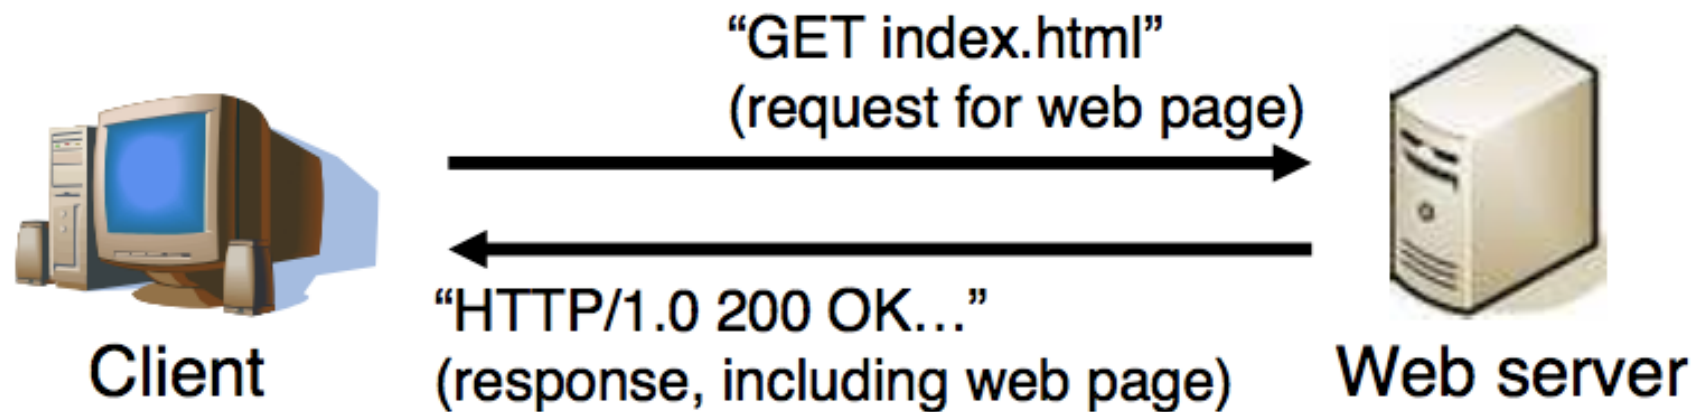 “GET index.html”
(request for web page)
“HTTP/1.0 200 OK…”
(response, including web page)
Client
Web server